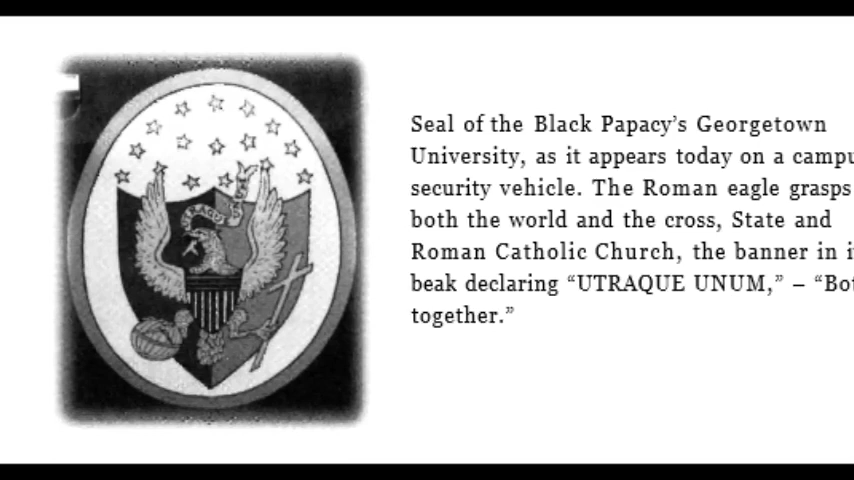 Seal of the Black Papacy’s Georgetown
University, as it appears today on a
security vehicle. The Roman eagle grasps
both the world and the cross, State and
Roman Catholic Church, the banner in
beak declaring “UTRAQUE UNUM,” – 
together.”